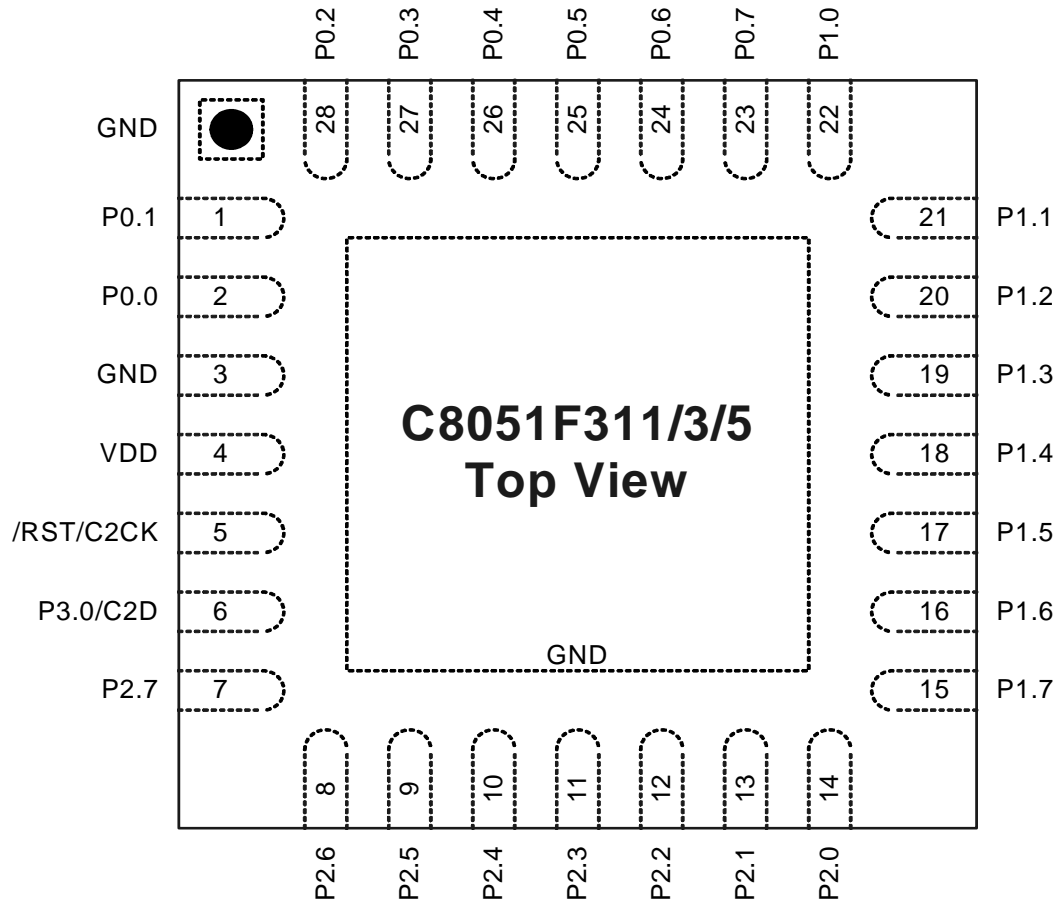 P0.2
P0.3
P0.4
P0.5
P0.6
P0.7
P1.0
28
27
26
25
24
23
22
GND
P0.1
1
21
P1.1
P0.0
2
20
P1.2
GND
3
19
P1.3
VDD
4
18
P1.4
/RST/C2CK
5
17
P1.5
P3.0/C2D
6
16
P1.6
P2.7
7
15
P1.7
C8051F311/3/5
Top View
GND
8
9
10
11
12
13
14
P2.6
P2.5
P2.4
P2.3
P2.2
P2.1
P2.0